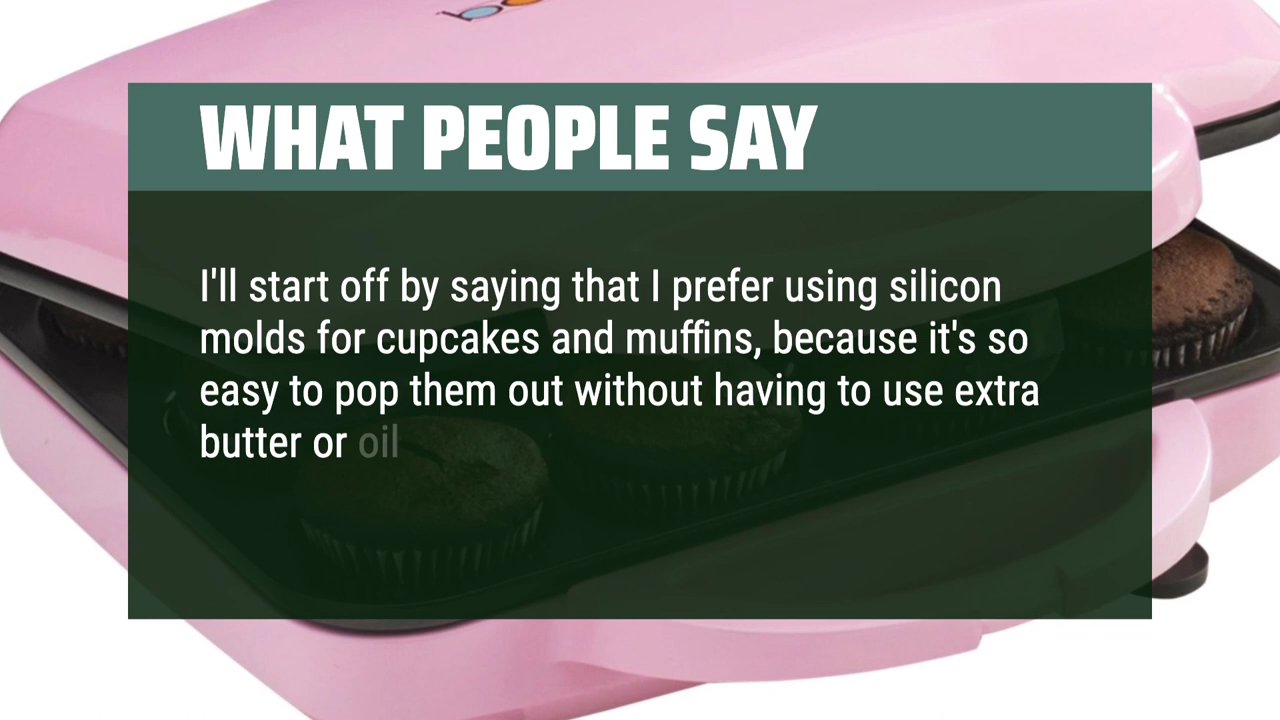 WHAT PEOPLE SAY
I'll start off by saying that I prefer using silicon
molds for cupcakes and muffins, because it's so
easy to pop them out without having to use extra
butter or oil